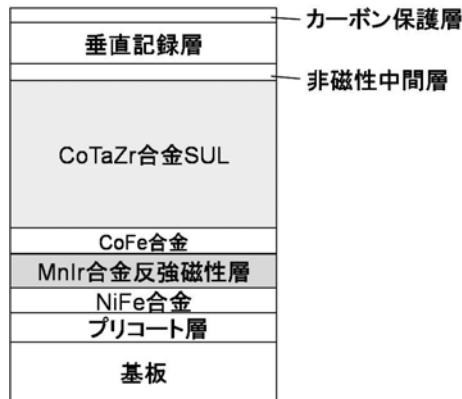 カーボン保護層
垂直記録層
非磁性中間層
CoTaZr合金SUL
CoFe合金
MnIr合金反強磁性層
NiFe合金
プリコート層
基板